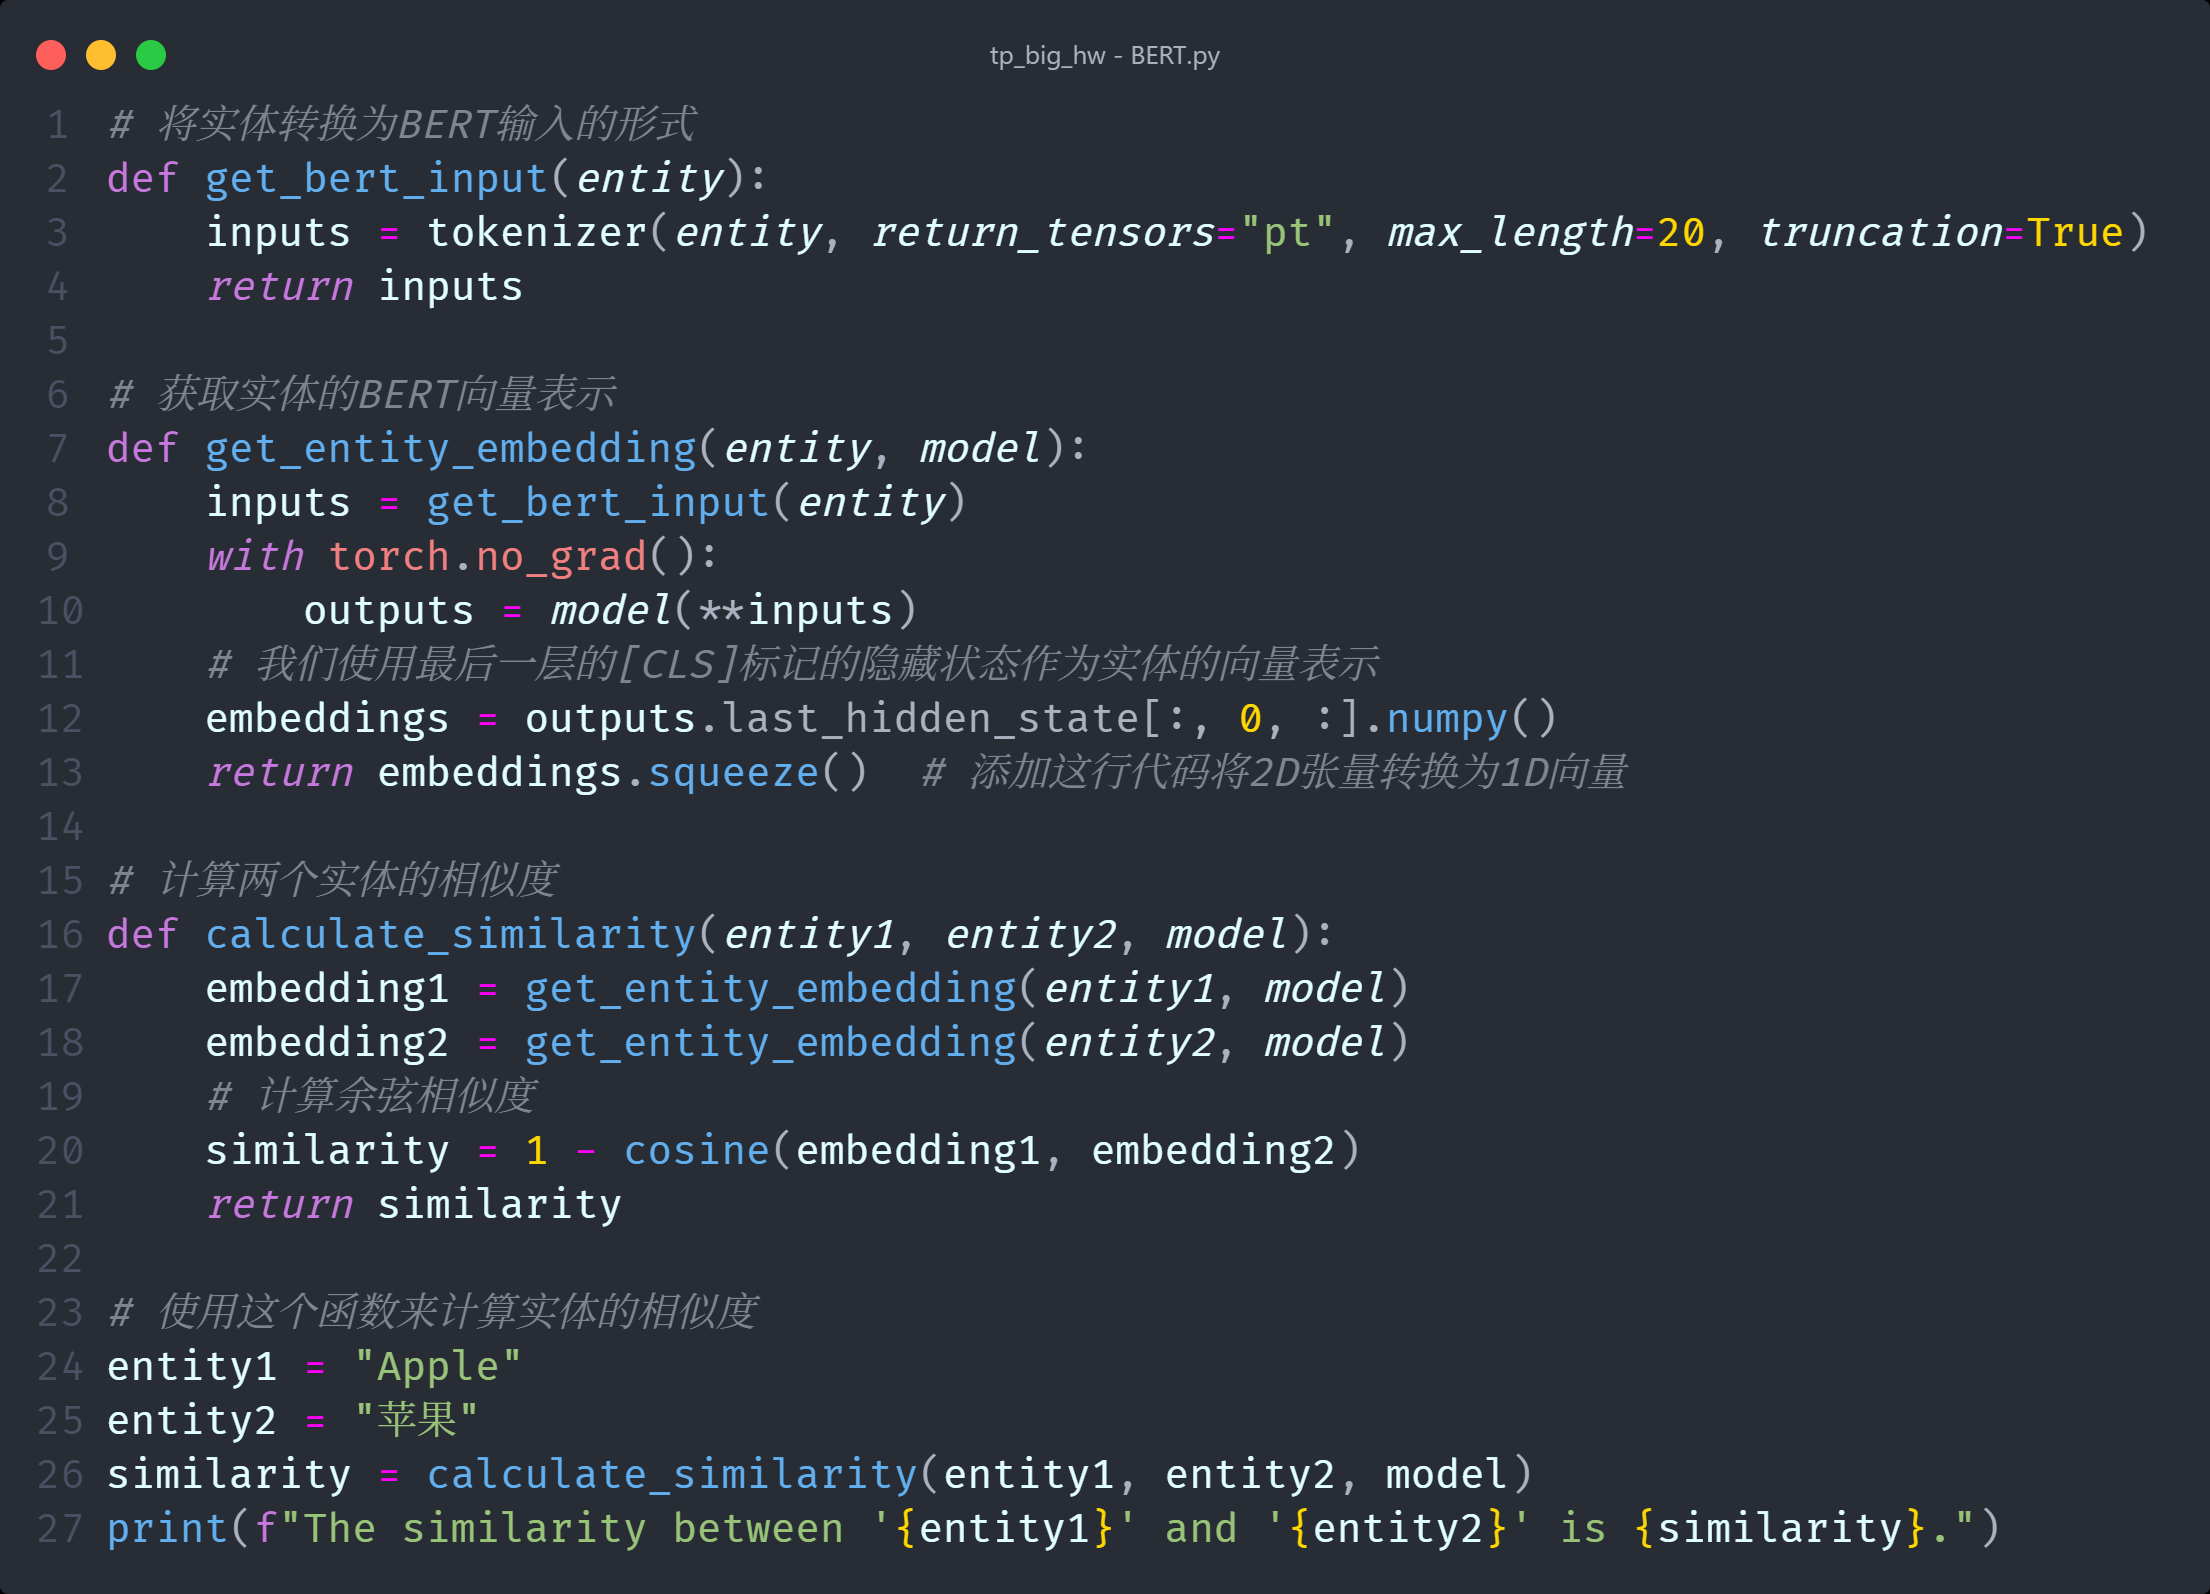 tp_big_hw - BERT.py
1 # 将实体转换为BERT输入的形式
2 def get_bert_input(entity):
3     inputs = tokenizer(entity, return_tensors="pt", max_length=20, truncation=True)
4     return inputs
5
6 # 获取实体的BERT向量表示
7 def get_entity_embedding(entity, model):
8     inputs = get_bert_input(entity)
9     with torch.no_grad():
10         outputs = model(**inputs)
11     # 我们使用最后一层的[CLS]标记的隐藏状态作为实体的向量表示
12     embeddings = outputs.last_hidden_state[:, 0, :].numpy()
13     return embeddings.squeeze()  # 添加这行代码将2D张量转换为1D向量
14
15 # 计算两个实体的相似度
16 def calculate_similarity(entity1, entity2, model):
17     embedding1 = get_entity_embedding(entity1, model)
18     embedding2 = get_entity_embedding(entity2, model)
19     # 计算余弦相似度
20     similarity = 1 - cosine(embedding1, embedding2)
21     return similarity
22
23 # 使用这个函数来计算实体的相似度
24 entity1 = "Apple"
25 entity2 = "苹果"
26 similarity = calculate_similarity(entity1, entity2, model)
27 print(f"The similarity between '{entity1}' and '{entity2}' is {similarity}.")